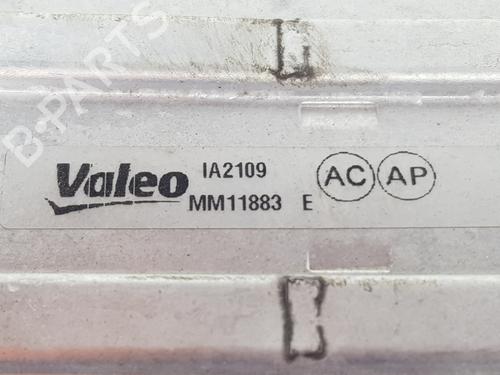 B-PARTS
Valeo IA2109 AC AP
MM11883 E